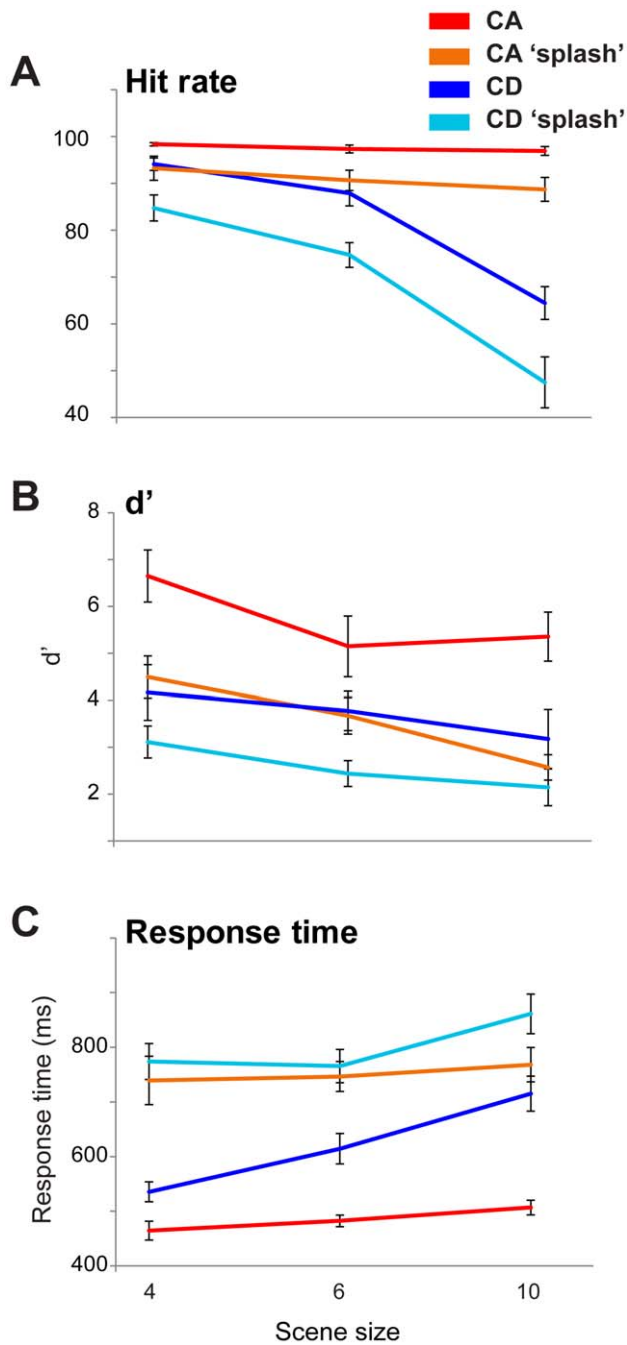 CA
CA ‘splash’
CD
CD ‘splash’
A
Hit rate
100
80
60
40
B
d’
8
6
4
2
d’
C
Response time
800
600
400
Response time (ms)
4 6 10
Scene size